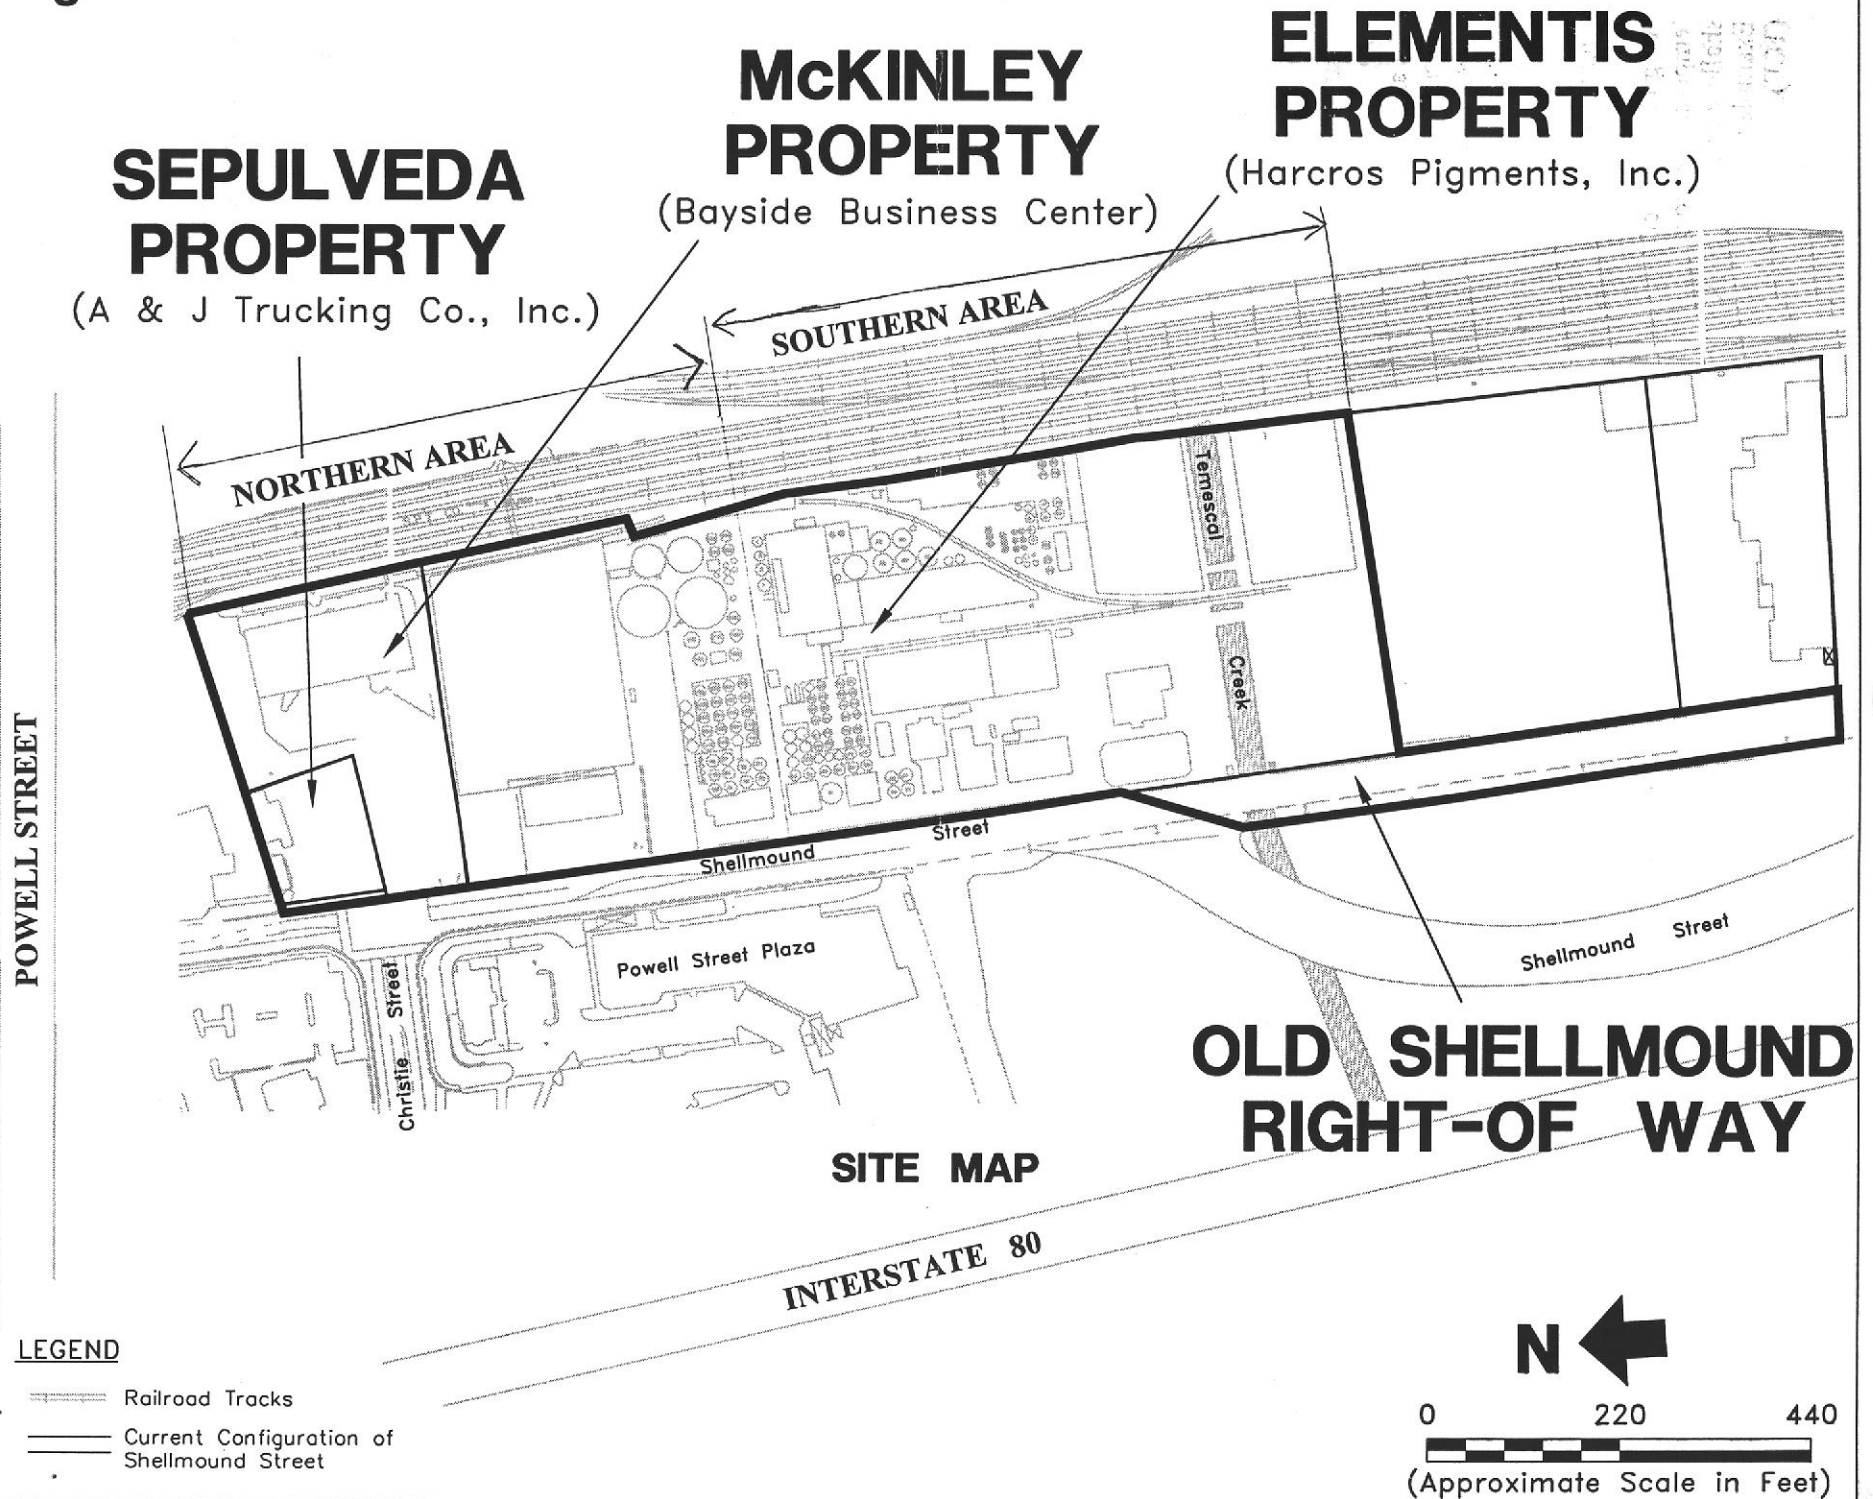 ELEMENTIS
PROPERTY
(Harcros Pigments, Inc.)
McKINLEY
PROPERTY
(Bayside Business Center)
SEPULVEDA
PROPERTY
(A & J Trucking Co., Inc.)
SOUTHERN AREA
NORTHERN AREA
Temescal
Creek
POWELL STREET
Shellmound Street
Shellmound Street
Powell Street Plaza
Christie Street
OLD SHELLMOUND
RIGHT-OF WAY
SITE MAP
INTERSTATE 80
LEGEND
Railroad Tracks
Current Configuration of
Shellmound Street
N
0 220 440
(Approximate Scale in Feet)